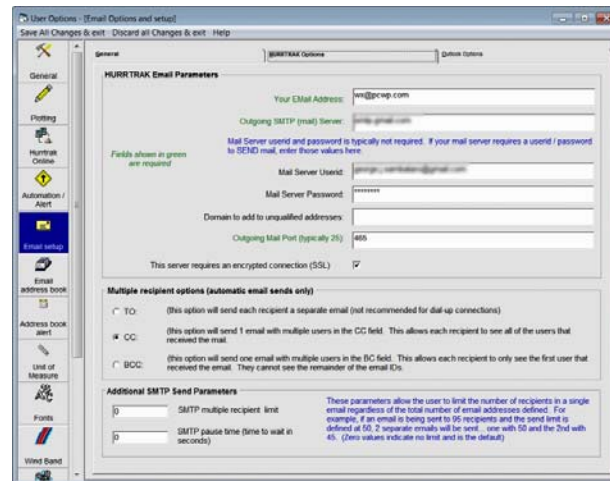 User Options - [Email Options and setup]
Save All Changes & exit Discard all Changes & exit Help
General
Plotting
Hurrtrak Online
Automation / Alert
Email setup
Email address book
Address book alert
Unit of Measure
Fonts
Wind Band
General
HURRTRAK Options
Outlook Options
HURRTRAK Email Parameters
Your EMail Address:
wx@pcwp.com
Outgoing SMTP (mail) Server:
Mail Server userid and password is typically not required. If your mail server requires a userid / password
to SEND mail, enter those values here.
Fields shown in green
are required
Mail Server Userid:
Mail Server Password:
********
Domain to add to unqualified addresses:
Outgoing Mail Port (typically 25):
465
This server requires an encrypted connection (SSL)
Multiple recipient options (automatic email sends only)
TO: (this option will send each recipient a separate email (not recommended for dial-up connections)
CC: (this option will send 1 email with multiple users in the CC field. This allows each recipient to see all of the users that
received the mail.
BCC: (this option will send one email with multiple users in the BC field. This allows each recipient to only see the first user that
received the email. They cannot see the remainder of the email IDs.
Additional SMTP Send Parameters
0
SMTP multiple recipient limit
0
SMTP pause time (time to wait in
seconds)
These parameters allow the user to limit the number of recipients in a single
email regardless of the total number of email addresses defined. For
example, if an email is being sent to 95 recipients and the send limit is
defined at 50, 2 separate emails will be sent... one with 50 and the 2nd with
45. (Zero values indicate no limit and is the default)